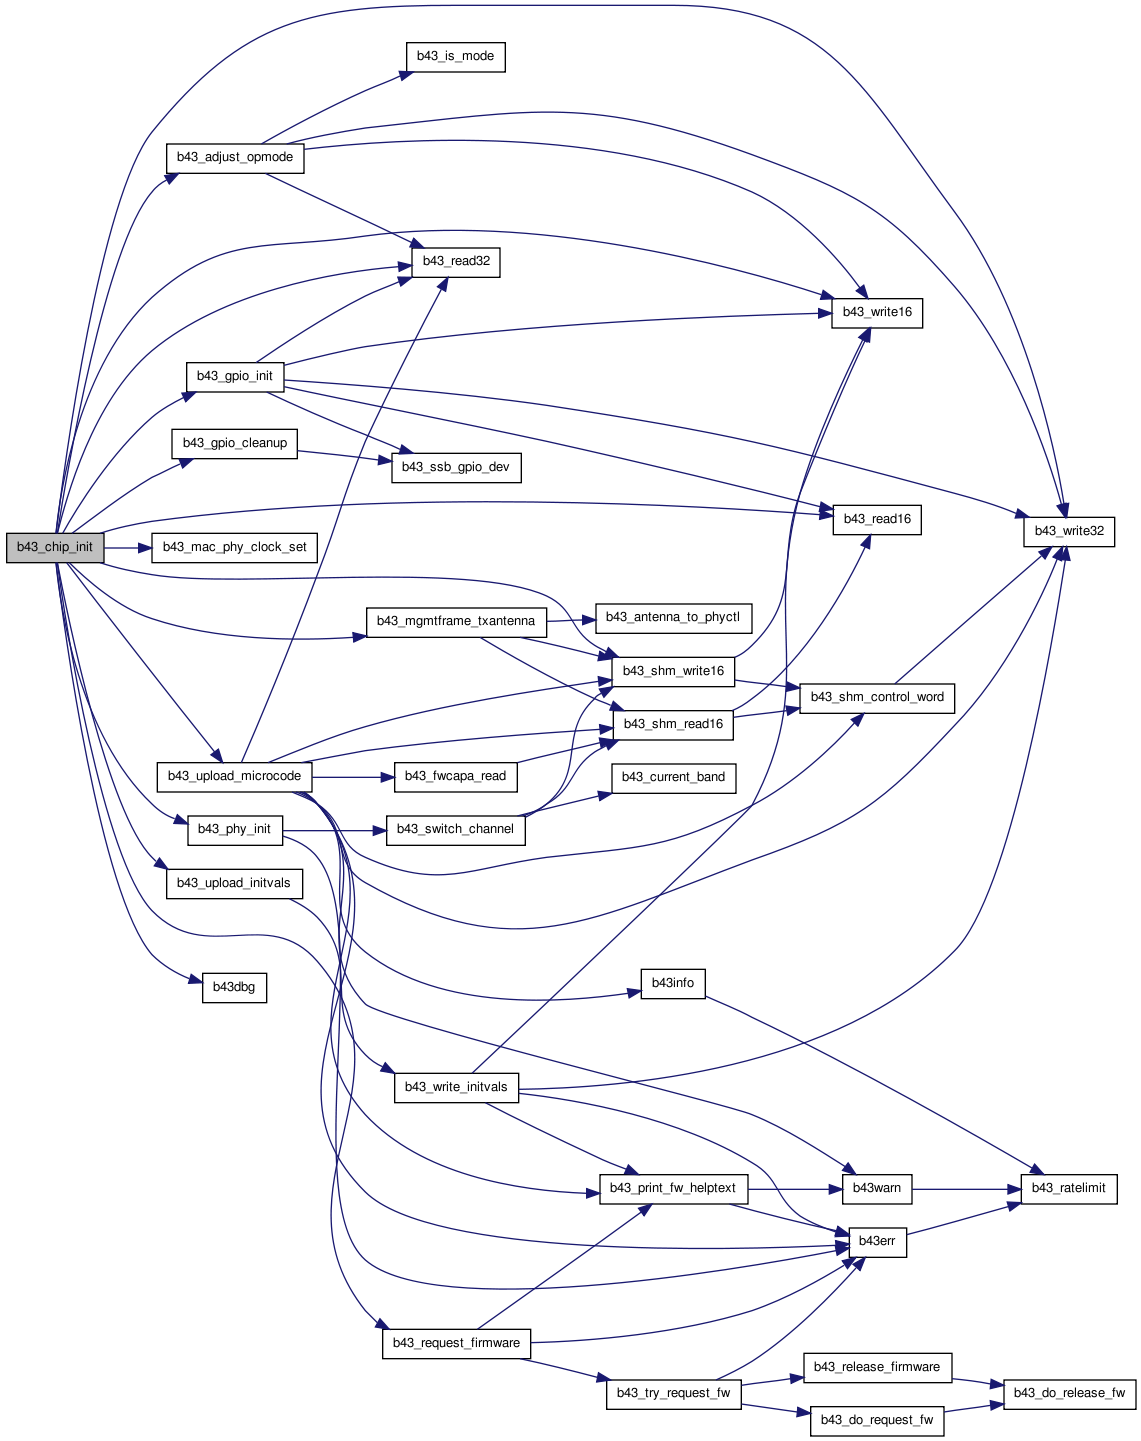 b43_is_mode
b43_adjust_opmode
b43_read32
b43_write16
b43_gpio_init
b43_gpio_cleanup
b43_ssb_gpio_dev
b43_read16
b43_write32
b43_chip_init
b43_mac_phy_clock_set
b43_mgmtframe_txantenna
b43_antenna_to_phyctl
b43_shm_write16
b43_shm_control_word
b43_shm_read16
b43_upload_microcode
b43_fwcapa_read
b43_current_band
b43_phy_init
b43_switch_channel
b43_upload_initvals
b43dbg
b43info
b43_write_initvals
b43_print_fw_helptext
b43warn
b43_ratelimit
b43err
b43_request_firmware
b43_release_firmware
b43_try_request_fw
b43_do_release_fw
b43_do_request_fw